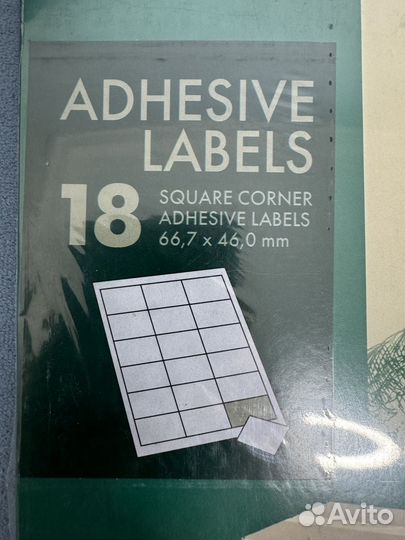 ADHESIVE
LABELS
18
SQUARE CORNER
ADHESIVE LABELS
66,7 x 46,0 mm
Avito